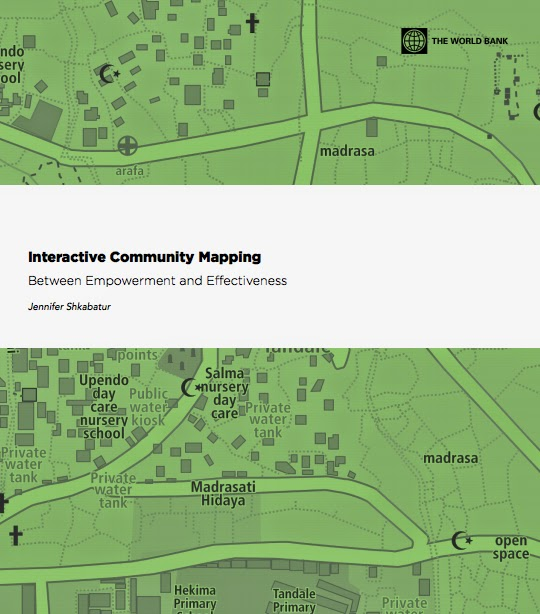 ndo
sery
ool
THE WORLD BANK
madrasa
arafa
Interactive Community Mapping
Between Empowerment and Effectiveness
Jennifer Shkabatur
points
Tandale
Upendo
day
care
nursery
school
Public
water
kiosk
Salma
nursery
day
care
Private
water
tank
Private
water
tank
Private
water
tank
madrasa
Madrasati
Hidaya
open
space
Hekima
Primary
Tandale
Primary
Private
water